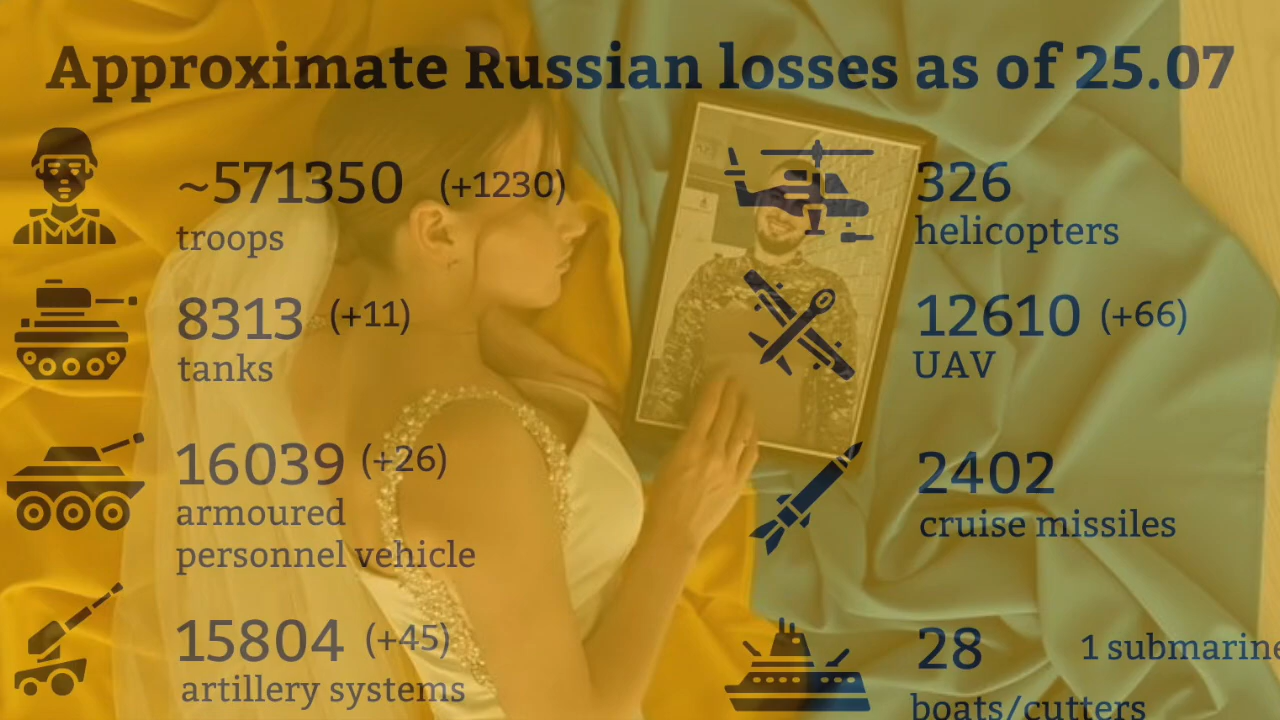 Approximate Russian losses as of 25.07
~571350 (+1230)
troops
8313 (+11)
tanks
16039 (+26)
armoured
personnel vehicle
15804 (+45)
artillery systems
326
helicopters
12610 (+66)
UAV
2402
cruise missiles
28 1 submarine
boats/cutters